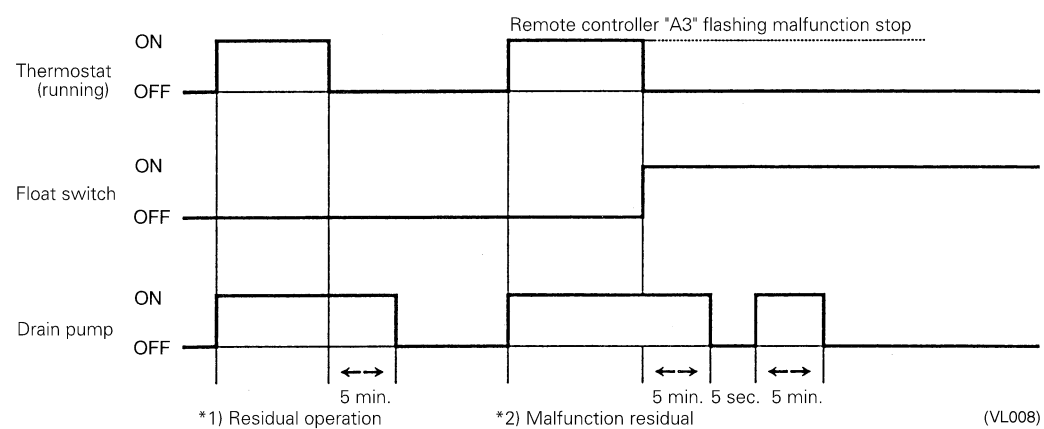 Remote controller "A3" flashing malfunction stop
ON
Thermostat
(running)
OFF
ON
Float switch
OFF
ON
Drain pump
OFF
5 min.
5 min.
5 sec.
5 min.
*1) Residual operation
*2) Malfunction residual
(VL008)